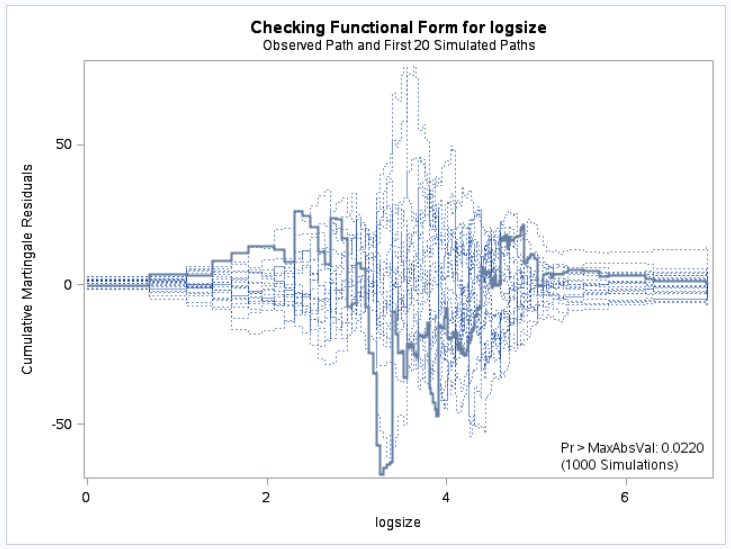 Checking Functional Form for logsize
Observed Path and First 20 Simulated Paths
Cumulative Martingale Residuals
50
0
-50
Pr > MaxAbsVal: 0.0220
(1000 Simulations)
0
2
4
6
logsize